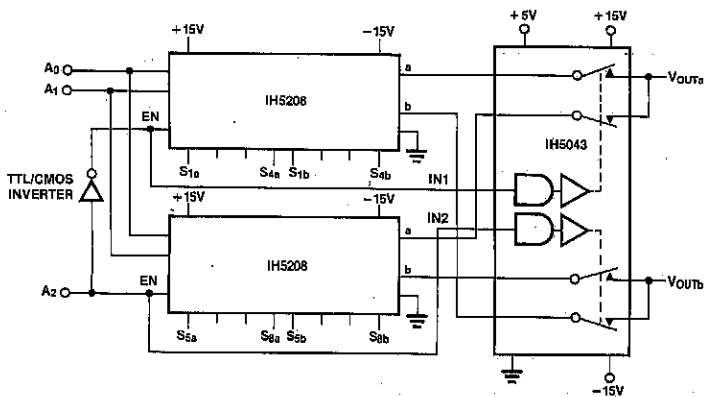 +15V
−15V
+5V
+15V
A0
A1
a
VOUTa
IH5208
EN
b
IH5043
TTL/CMOS
INVERTER
S1a
S4a
S1b
S4b
IN1
+15V
−15V
IN2
a
IH5208
b
VOUTb
A2
EN
S5a
S8a
S5b
S8b
−15V